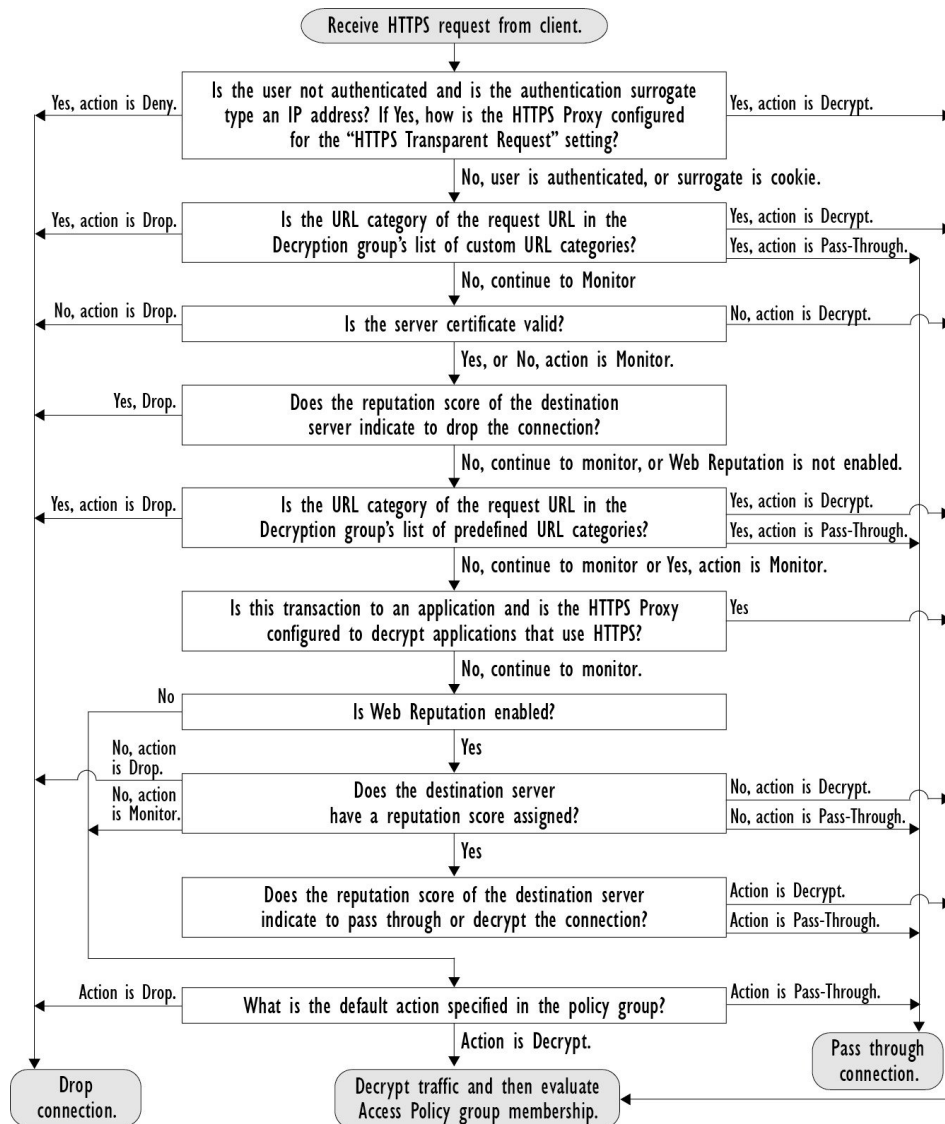 Receive HTTPS request from client.
Is the user not authenticated and is the authentication surrogate
type an IP address? If Yes, how is the HTTPS Proxy configured
for the “HTTPS Transparent Request” setting?
Yes, action is Deny.
Yes, action is Decrypt.
No, user is authenticated, or surrogate is cookie.
Yes, action is Drop.
Is the URL category of the request URL in the
Decryption group’s list of custom URL categories?
Yes, action is Decrypt.
Yes, action is Pass-Through.
No, continue to Monitor
No, action is Drop.
Is the server certificate valid?
No, action is Decrypt.
Yes, or No, action is Monitor.
Yes, Drop.
Does the reputation score of the destination
server indicate to drop the connection?
No, continue to monitor, or Web Reputation is not enabled.
Yes, action is Drop.
Is the URL category of the request URL in the
Decryption group’s list of predefined URL categories?
Yes, action is Decrypt.
Yes, action is Pass-Through.
No, continue to monitor or Yes, action is Monitor.
Is this transaction to an application and is the HTTPS Proxy
configured to decrypt applications that use HTTPS?
Yes
No, continue to monitor.
No
Is Web Reputation enabled?
Yes
No, action
is Drop.
No, action
is Monitor.
Does the destination server
have a reputation score assigned?
No, action is Decrypt.
No, action is Pass-Through.
Yes
Does the reputation score of the destination server
indicate to pass through or decrypt the connection?
Action is Decrypt.
Action is Pass-Through.
Action is Drop.
What is the default action specified in the policy group?
Action is Pass-Through.
Action is Decrypt.
Drop
connection.
Decrypt traffic and then evaluate
Access Policy group membership.
Pass through
connection.